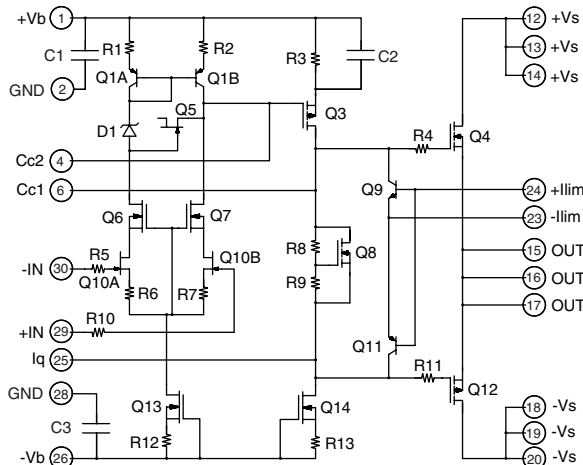 +Vb 1 12 +Vs
R1 R2
C1 R3 C2 13 +Vs
Q1A Q1B 14 +Vs
GND 2
Q5 Q3
D1 R4 Q4
Cc2 4
Cc1 6 Q9 24 +Ilim
Q6 Q7 23 -Ilim
R8 Q8 15 OUT
-IN 30 R5 Q10B
Q10A R6 R7 R9 16 OUT
17 OUT
+IN 29 R10
Q11 R11
Iq 25
Q12
GND 28 Q13 Q14 18 -Vs
C3 19 -Vs
R12 R13
-Vb 26 20 -Vs